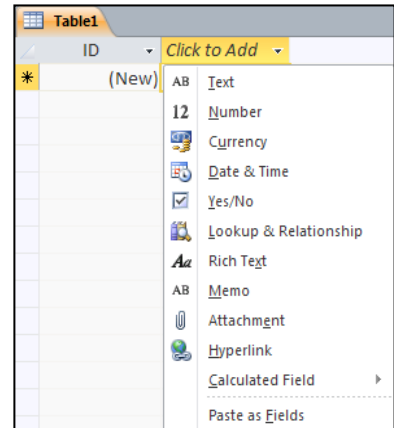 Table1
ID Click to Add
* (New)
AB Text
12 Number
Currency
Date & Time
Yes/No
Lookup & Relationship
Aa Rich Text
AB Memo
Attachment
Hyperlink
Calculated Field
Paste as Fields